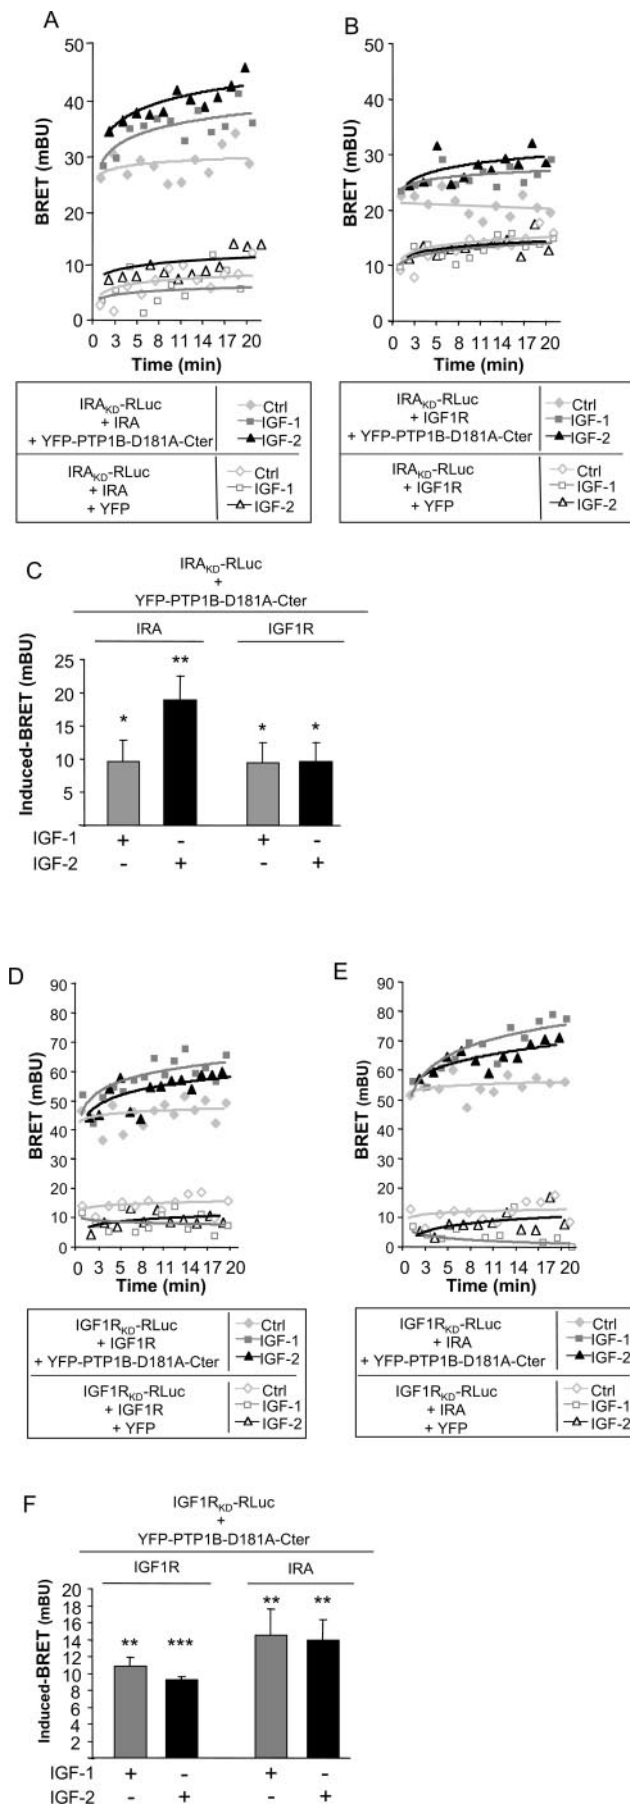 A
B
50
40
30
20
10
0
BRET (mBU)
0 3 5 8 11 14 17 20
Time (min)
50
40
30
20
10
0
BRET (mBU)
0 3 6 8 11 14 17 20
Time (min)
IRAKD-RLuc
+ IRA
+ YFP-PTP1B-D181A-Cter
Ctrl
IGF-1
IGF-2
IRAKD-RLuc
+ IRA
+ YFP
Ctrl
IGF-1
IGF-2
IRAKD-RLuc
+ IGF1R
+ YFP-PTP1B-D181A-Cter
Ctrl
IGF-1
IGF-2
IRAKD-RLuc
+ IGF1R
+ YFP
Ctrl
IGF-1
IGF-2
C
IRAKD-RLuc
+
YFP-PTP1B-D181A-Cter
IRA IGF1R
25
20
15
10
5
Induced-BRET (mBU)
* ** * *
IGF-1 + - + -
IGF-2 - + - +
D
E
90
80
70
60
50
40
30
20
10
0
BRET (mBU)
0 3 5 8 11 14 17 20
Time (min)
90
80
70
60
50
40
30
20
10
0
BRET (mBU)
0 3 6 8 11 14 17 20
Time (min)
IGF1RKD-RLuc
+ IGF1R
+ YFP-PTP1B-D181A-Cter
Ctrl
IGF-1
IGF-2
IGF1RKD-RLuc
+ IGF1R
+ YFP
Ctrl
IGF-1
IGF-2
IGF1RKD-RLuc
+ IRA
+ YFP-PTP1B-D181A-Cter
Ctrl
IGF-1
IGF-2
IGF1RKD-RLuc
+ IRA
+ YFP
Ctrl
IGF-1
IGF-2
F
IGF1RKD-RLuc
+
YFP-PTP1B-D181A-Cter
IGF1R IRA
20
18
16
14
12
10
8
6
4
2
Induced-BRET (mBU)
** *** ** **
IGF-1 + - + -
IGF-2 - + - +